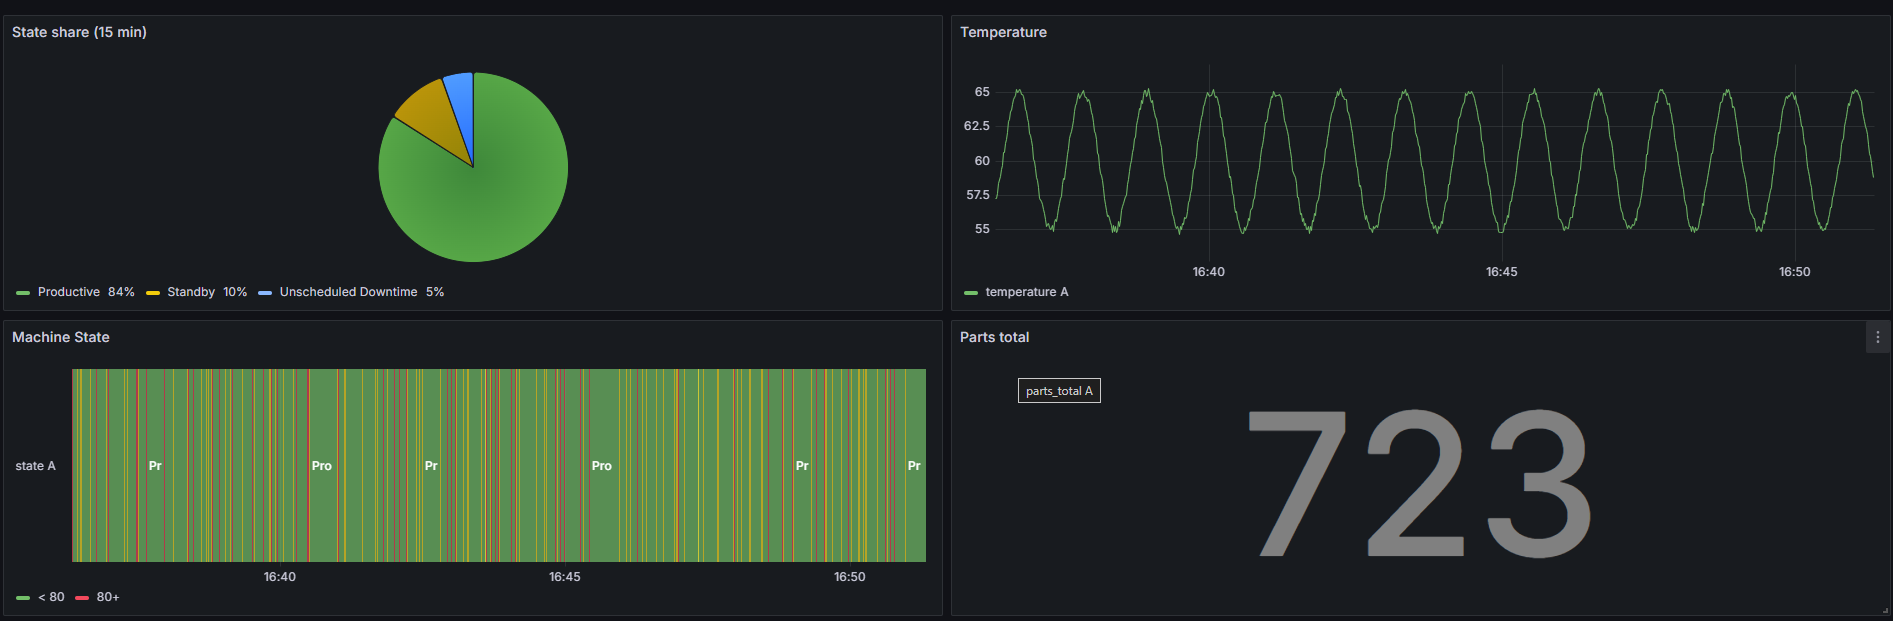 State share (15 min)
Productive 84% Standby 10% Unscheduled Downtime 5%
Temperature
65
62.5
60
57.5
55
16:40 16:45 16:50
temperature A
Machine State
state A
Pr Pro Pr Pro Pr Pr
16:40 16:45 16:50
< 80 80+
Parts total
parts_total A
723